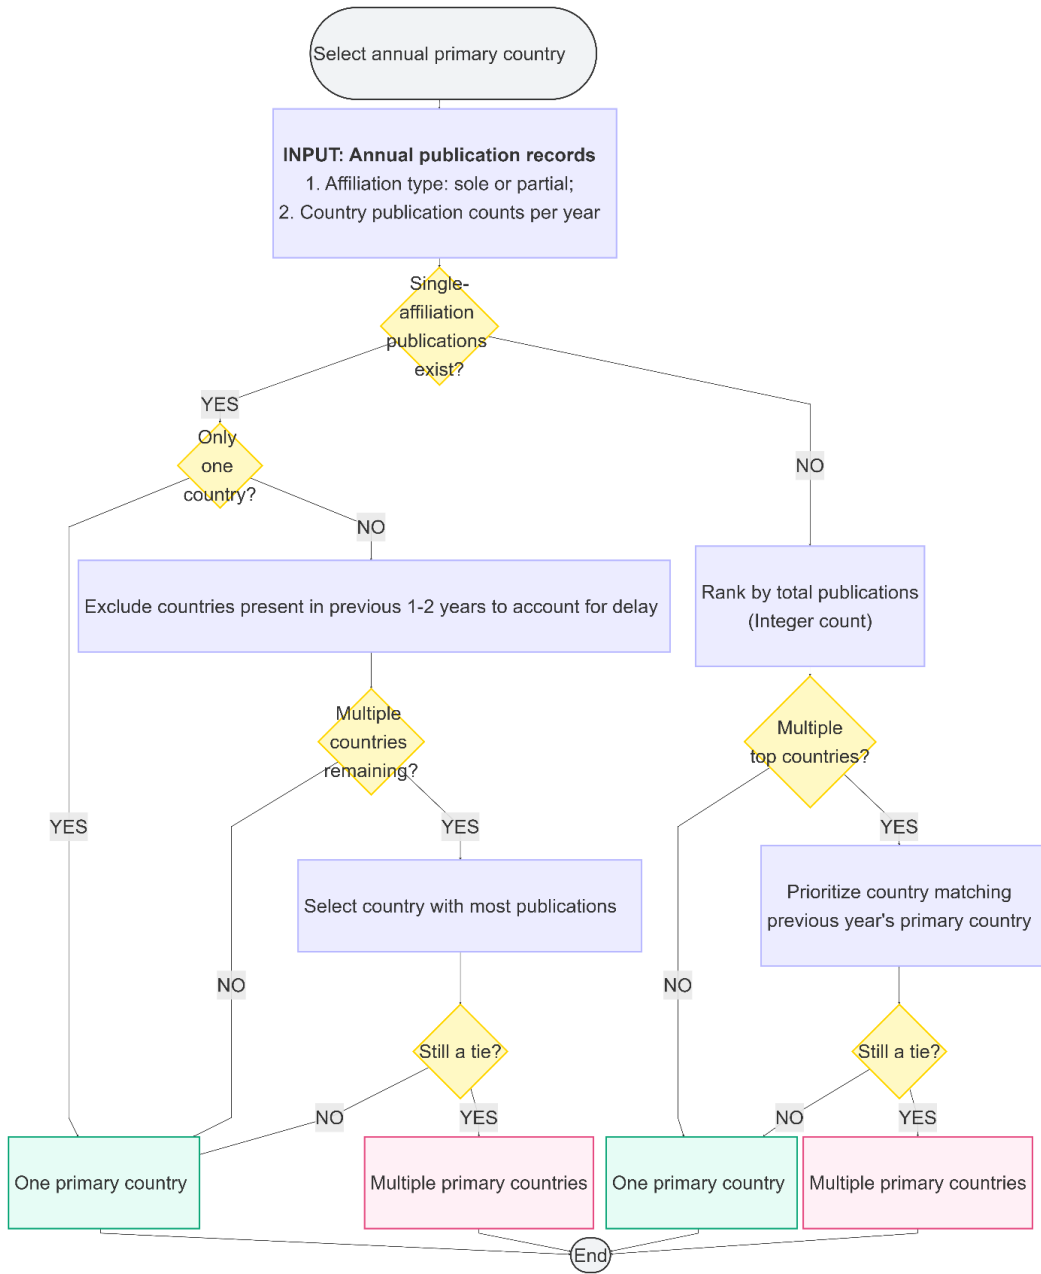 Select annual primary country
INPUT: Annual publication records
1. Affiliation type: sole or partial;
2. Country publication counts per year
Single-
affiliation
publications
exist?
YES
NO
Only
one
country?
YES
NO
Exclude countries present in previous 1-2 years to account for delay
Multiple
countries
remaining?
NO
YES
Select country with most publications
Still a tie?
NO
YES
Rank by total publications
(Integer count)
Multiple
top countries?
NO
YES
Prioritize country matching
previous year's primary country
Still a tie?
NO
YES
One primary country
Multiple primary countries
One primary country
Multiple primary countries
End